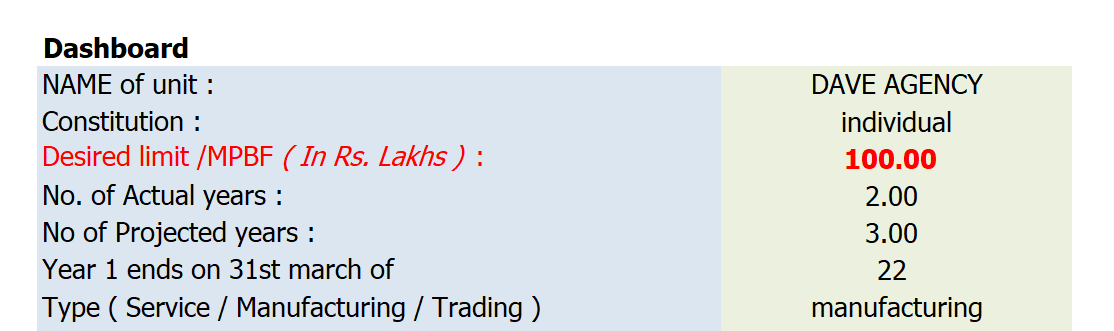 Dashboard
NAME of unit : DAVE AGENCY
Constitution : individual
Desired limit /MPBF ( In Rs. Lakhs ) : 100.00
No. of Actual years : 2.00
No of Projected years : 3.00
Year 1 ends on 31st march of 22
Type ( Service / Manufacturing / Trading ) manufacturing